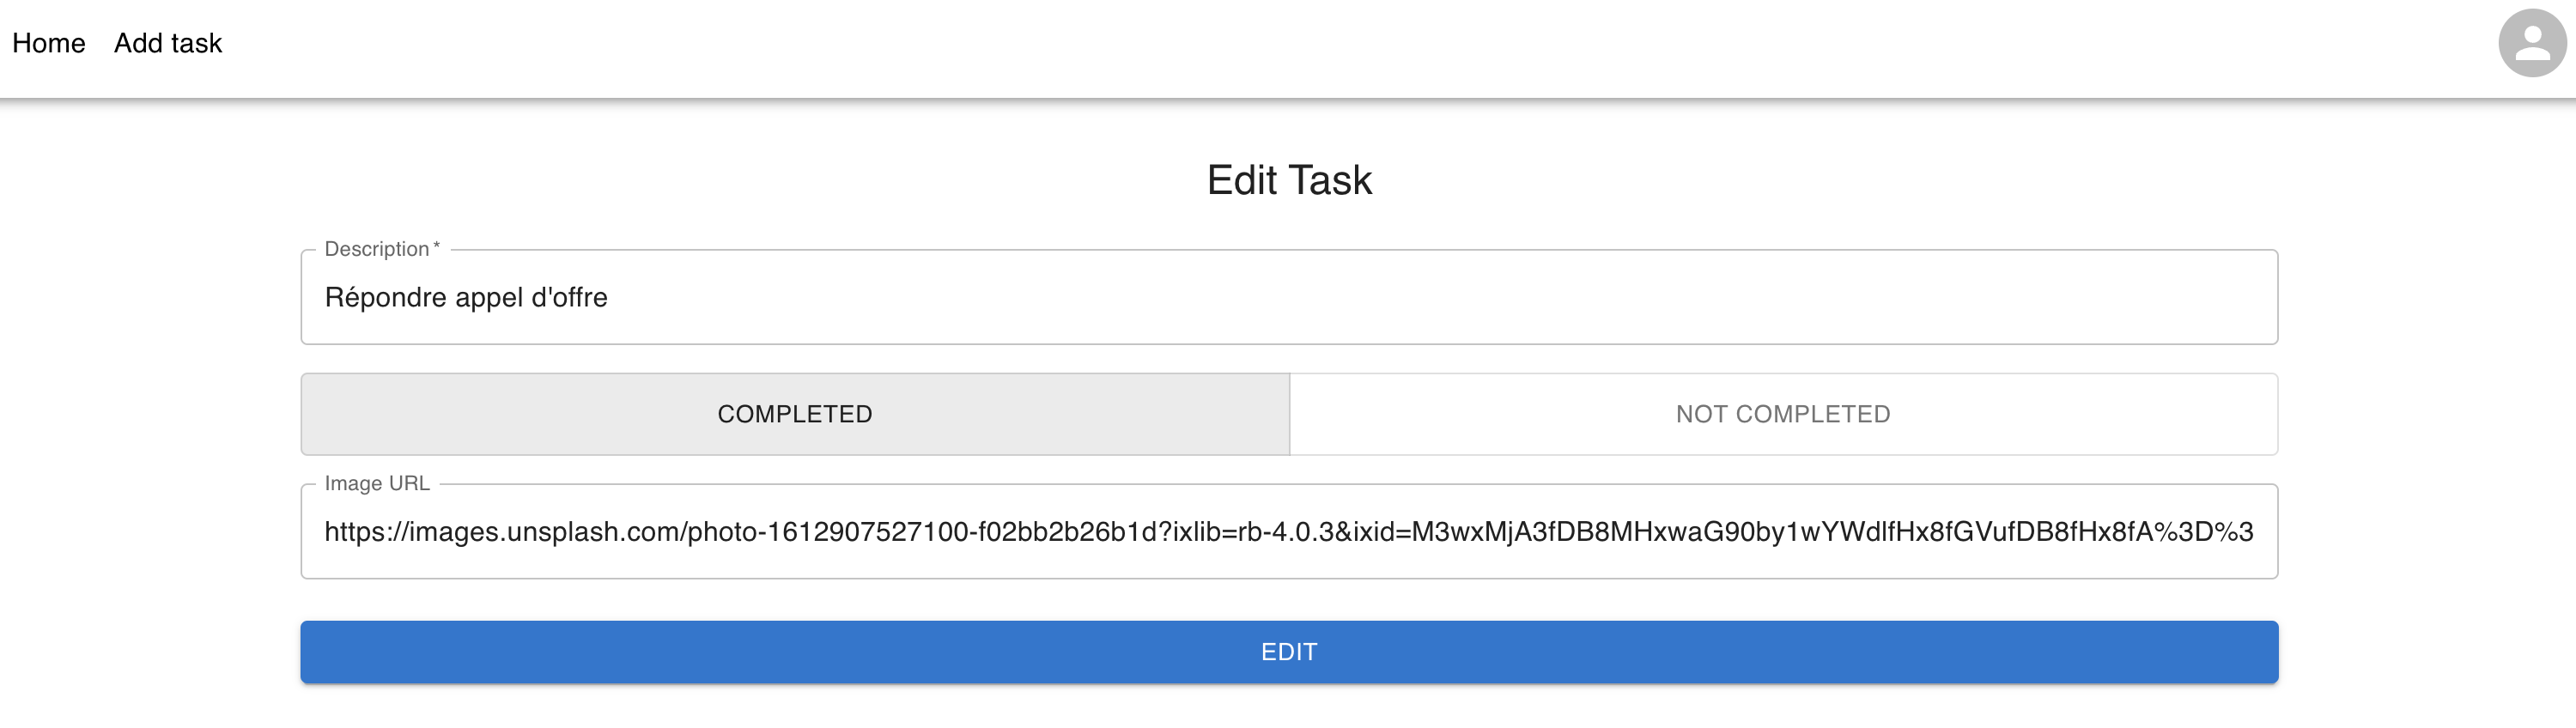 Home Add task
Edit Task
Description *
Répondre appel d'offre
COMPLETED NOT COMPLETED
Image URL
https://images.unsplash.com/photo-1612907527100-f02bb2b26b1d?ixlib=rb-4.0.3&ixid=M3wxMjA3fDB8MHxwaG90by1wYWdlfHx8fGVufDB8fHx8fA%3D%3
EDIT